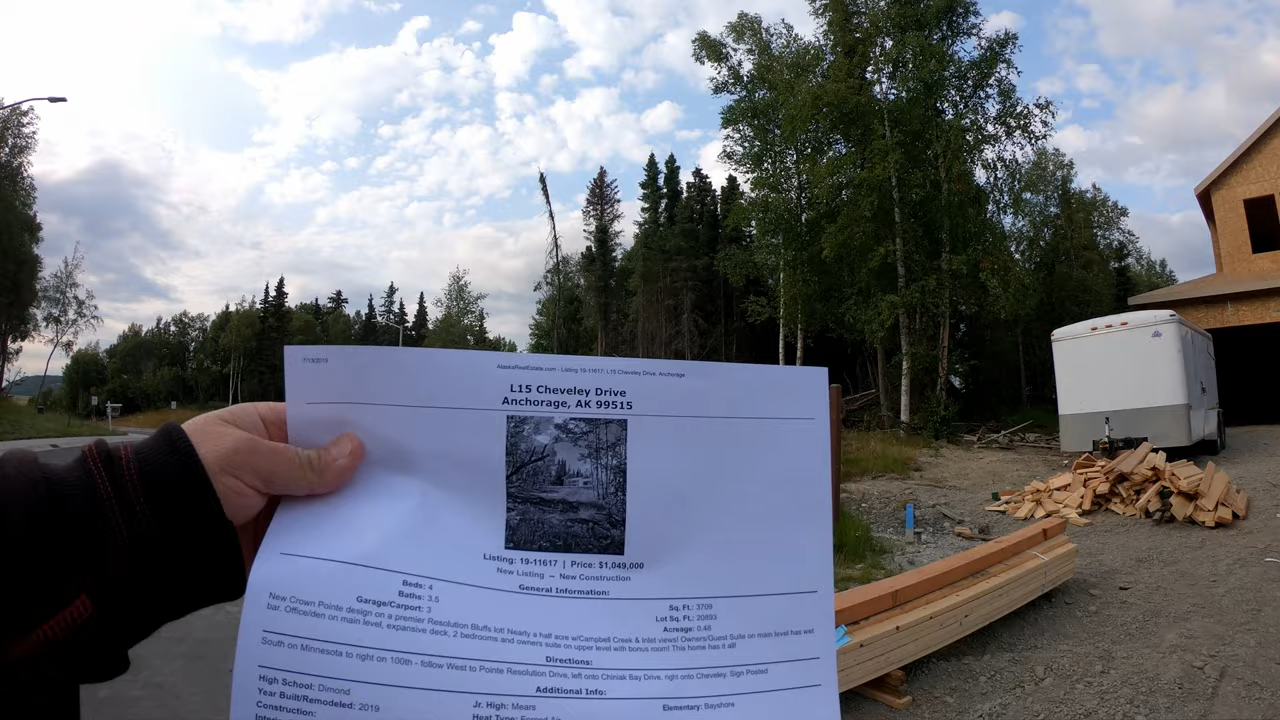 7/13/2019
AlaskaRealEstate.com - Listing 19-11617; L15 Cheveley Drive, Anchorage
L15 Cheveley Drive
Anchorage, AK 99515
Listing: 19-11617 | Price: $1,049,000
New Listing -- New Construction
General Information:
Beds: 4
Baths: 3.5
Garage/Carport: 3
Sq. Ft.: 3709
Lot Sq. Ft.: 20893
Acreage: 0.48
New Crown Pointe design on a premier Resolution Bluffs lot! Nearly a half acre w/Campbell Creek & Inlet views! Owners/Guest Suite on main level has wet
bar. Office/den on main level, expansive deck, 2 bedrooms and owners suite on upper level with bonus room! This home has it all!
Directions:
South on Minnesota to right on 100th - follow West to Pointe Resolution Drive, left onto Chiniak Bay Drive, right onto Cheveley. Sign Posted
Additional Info:
High School: Dimond
Jr. High: Mears
Elementary: Bayshore
Year Built/Remodeled: 2019
Heat Type: Forced Air
Construction: